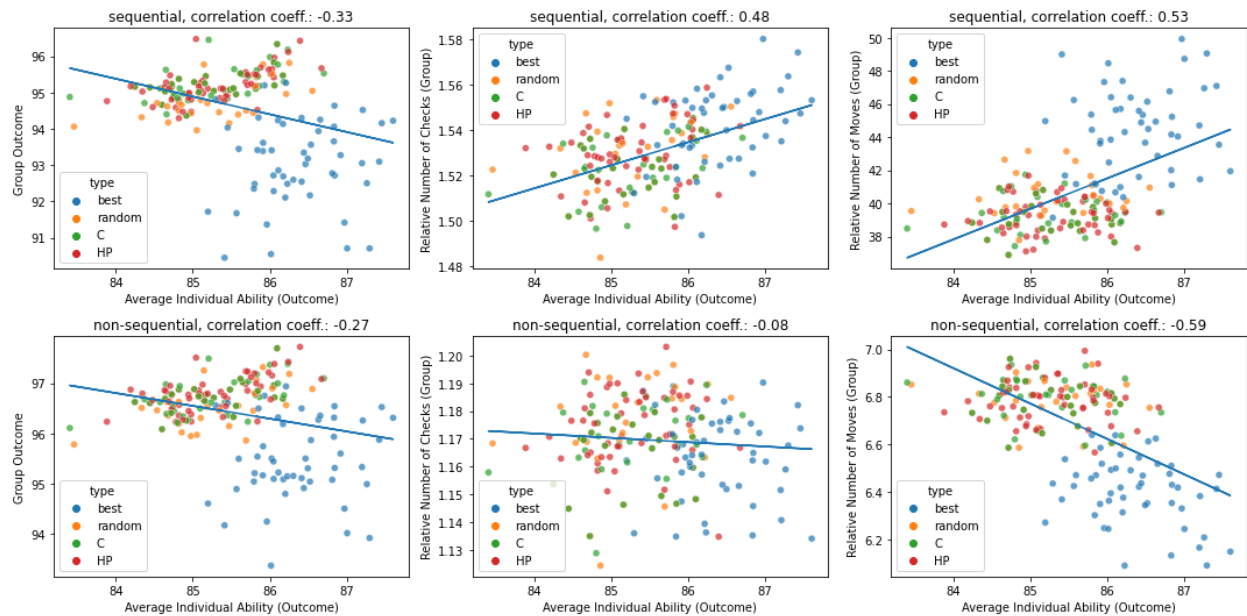 sequential, correlation coeff.: -0.33
Group Outcome
96
95
94
93
92
91
type
best
random
C
HP
84
85
86
87
Average Individual Ability (Outcome)
sequential, correlation coeff.: 0.48
Relative Number of Checks (Group)
1.58
1.56
1.54
1.52
1.50
1.48
type
best
random
C
HP
84
85
86
87
Average Individual Ability (Outcome)
sequential, correlation coeff.: 0.53
Relative Number of Moves (Group)
50
48
46
44
42
40
38
type
best
random
C
HP
84
85
86
87
Average Individual Ability (Outcome)
non-sequential, correlation coeff.: -0.27
Group Outcome
97
96
95
94
type
best
random
C
HP
84
85
86
87
Average Individual Ability (Outcome)
non-sequential, correlation coeff.: -0.08
Relative Number of Checks (Group)
1.20
1.19
1.18
1.17
1.16
1.15
1.14
1.13
type
best
random
C
HP
84
85
86
87
Average Individual Ability (Outcome)
non-sequential, correlation coeff.: -0.59
Relative Number of Moves (Group)
7.0
6.8
6.6
6.4
6.2
type
best
random
C
HP
84
85
86
87
Average Individual Ability (Outcome)